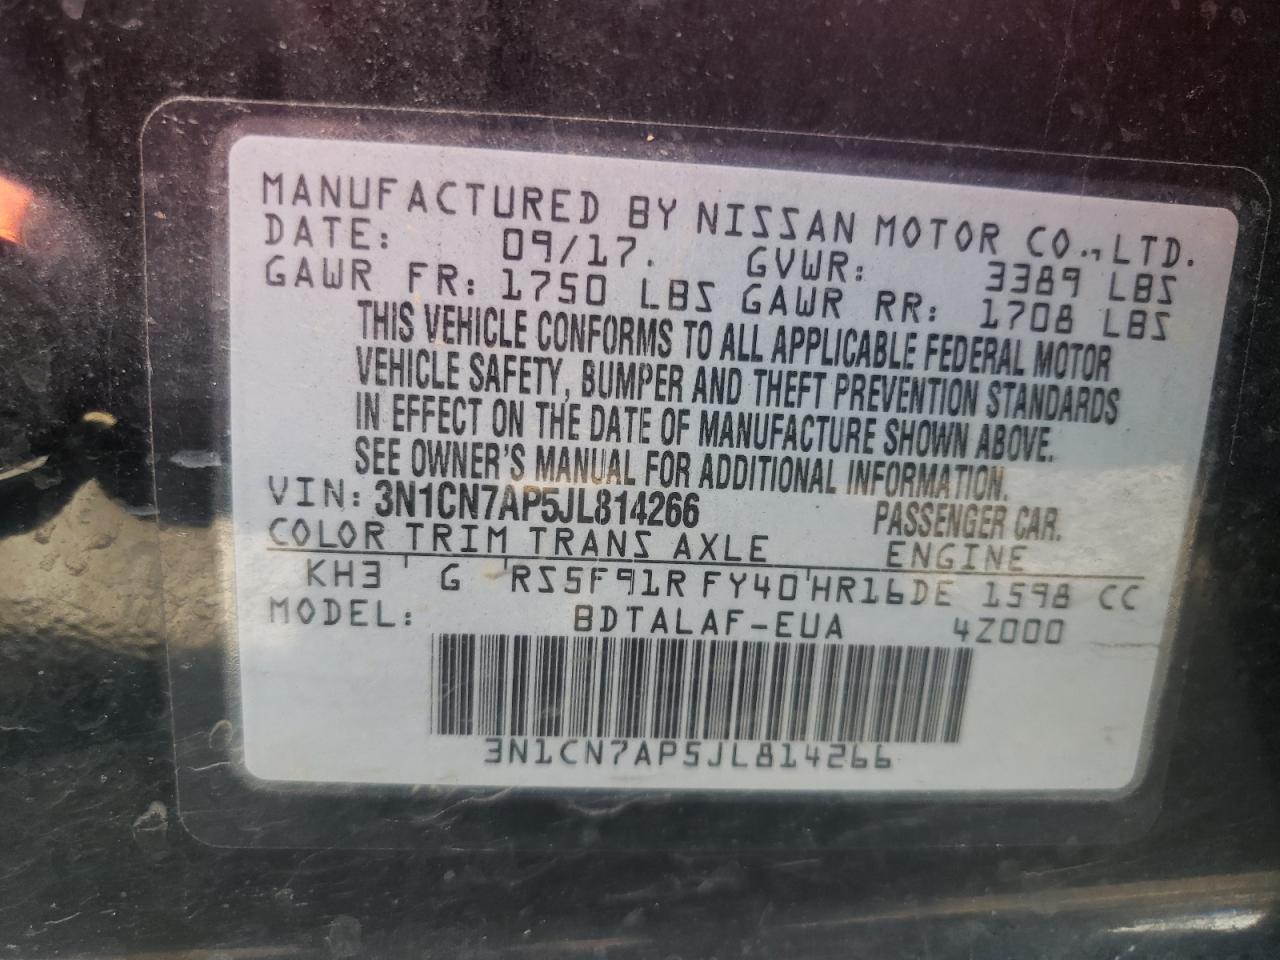 MANUFACTURED BY NISSAN MOTOR CO., LTD.
DATE: 09/17. GVWR: 3389 LBS
GAWR FR: 1750 LBS GAWR RR: 1708 LBS
THIS VEHICLE CONFORMS TO ALL APPLICABLE FEDERAL MOTOR
VEHICLE SAFETY, BUMPER AND THEFT PREVENTION STANDARDS
IN EFFECT ON THE DATE OF MANUFACTURE SHOWN ABOVE.
SEE OWNER'S MANUAL FOR ADDITIONAL INFORMATION.
VIN: 3N1CN7AP5JL814266 PASSENGER CAR.
COLOR TRIM TRANS AXLE ENGINE
KH3 ' G ' RS5F91R FY40'HR16DE 1598 CC
MODEL: BDTALAF-EUA 4Z000
3N1CN7AP5JL814266